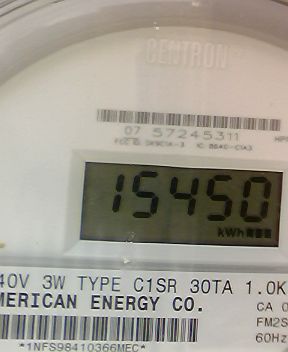 CENTRON
07 57245311
15450
kWh
40V 3W TYPE C1SR 30TA 1.0K
MERICAN ENERGY CO.
CA 0
FM2S
60Hz
*1NFS98410366MEC*